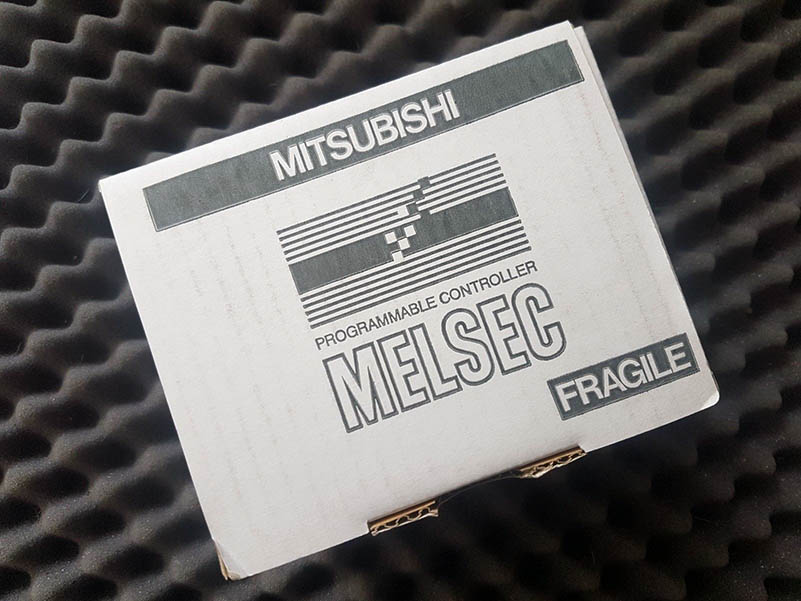 MITSUBISHI
PROGRAMMABLE CONTROLLER
MELSEC
FRAGILE